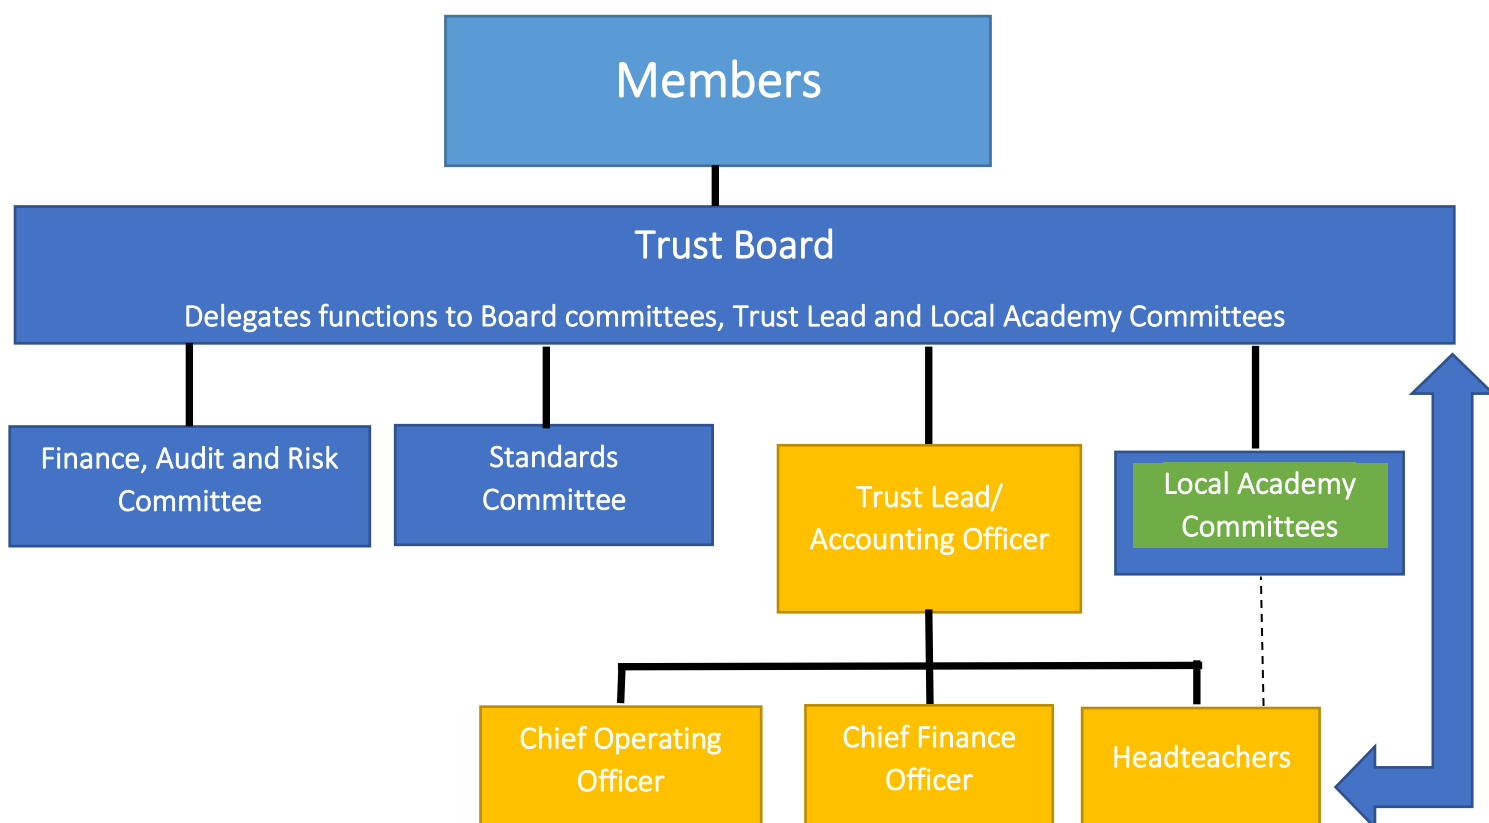 Members
Trust Board
Delegates functions to Board committees, Trust Lead and Local Academy Committees
Finance, Audit and Risk
Committee
Standards
Committee
Trust Lead/
Accounting Officer
Local Academy
Committees
Chief Operating
Officer
Chief Finance
Officer
Headteachers